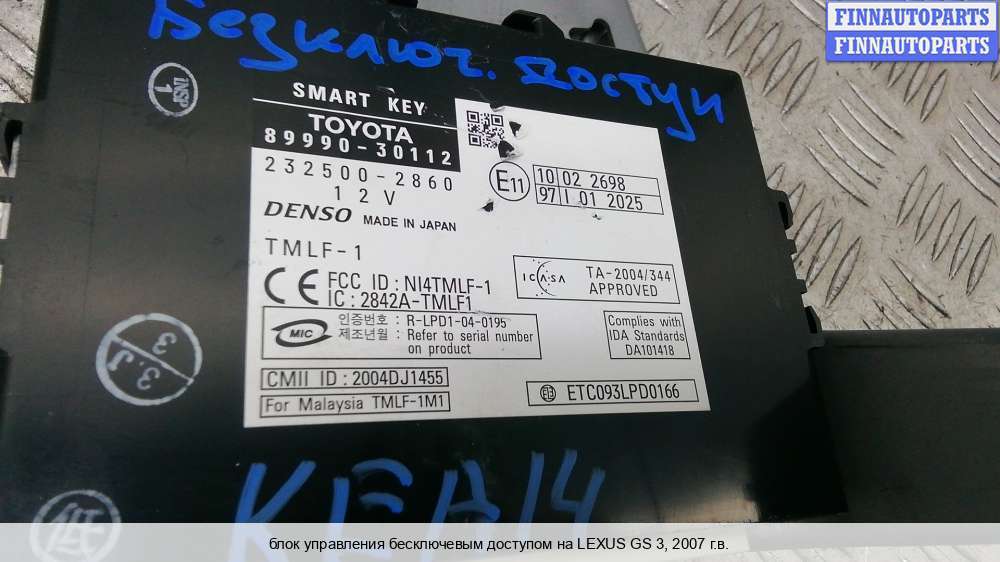 FINNAUTOPARTS
FINNAUTOPARTS
Безключ. доступ
INSP
1
SMART KEY
TOYOTA
89990-30112
232500-2860
12V
DENSO MADE IN JAPAN
TMLF-1
E11
10 02 2698
97 I 01 2025
CE
FCC ID : NI4TMLF-1
IC : 2842A-TMLF1
ICASA
TA-2004/344
APPROVED
MIC
인증번호 : R-LPD1-04-0195
제조년월 : Refer to serial number
on product
Complies with
IDA Standards
DA101418
CMII ID : 2004DJ1455
For Malaysia TMLF-1M1
ETC093LPD0166
3.J
3
блок управления бесключевым доступом на LEXUS GS 3, 2007 г.в.